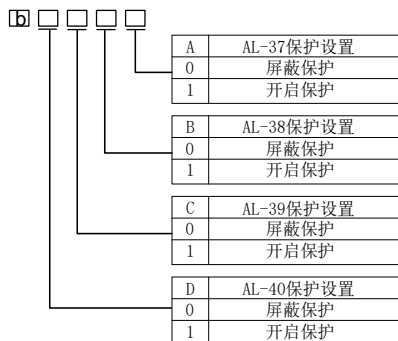 b
A AL-37保护设置
0 屏蔽保护
1 开启保护
B AL-38保护设置
0 屏蔽保护
1 开启保护
C AL-39保护设置
0 屏蔽保护
1 开启保护
D AL-40保护设置
0 屏蔽保护
1 开启保护